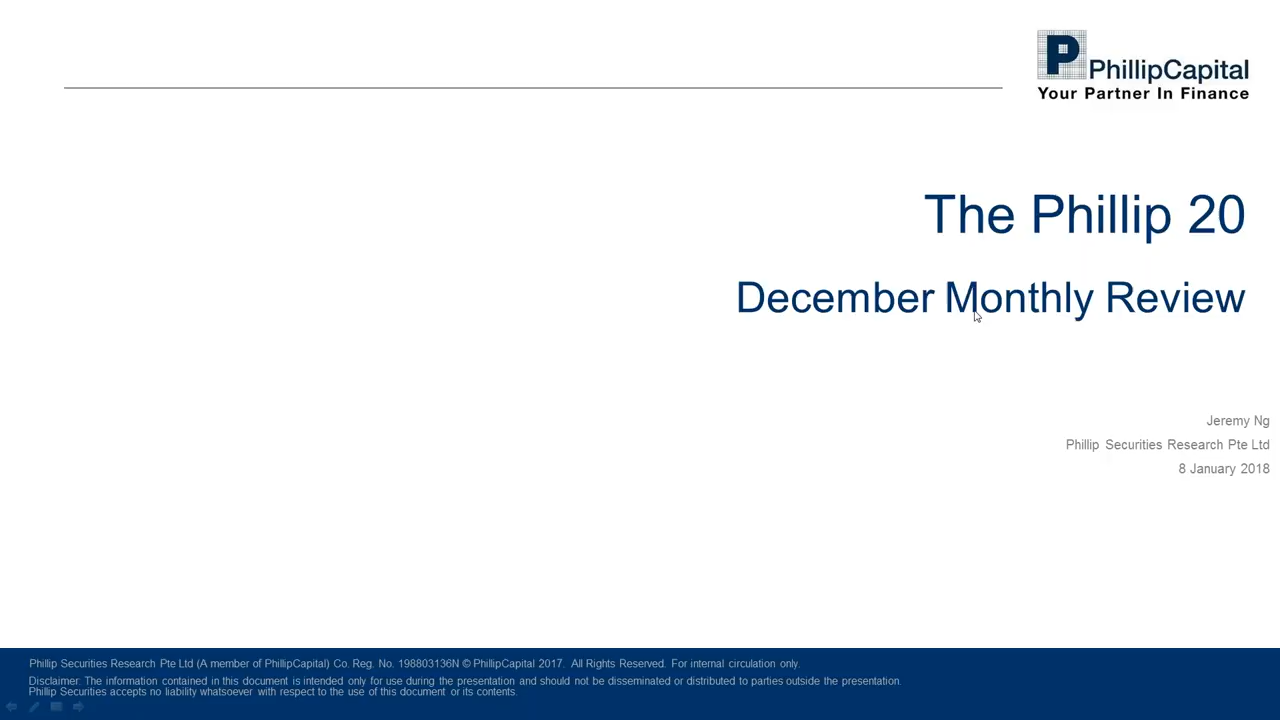 P
PhillipCapital
Your Partner In Finance
The Phillip 20
December Monthly Review
Jeremy Ng
Phillip Securities Research Pte Ltd
8 January 2018
Phillip Securities Research Pte Ltd (A member of PhillipCapital) Co. Reg. No. 198803136N © PhillipCapital 2017. All Rights Reserved. For internal circulation only.
Disclaimer: The information contained in this document is intended only for use during the presentation and should not be disseminated or distributed to parties outside the presentation.
Phillip Securities accepts no liability whatsoever with respect to the use of this document or its contents.